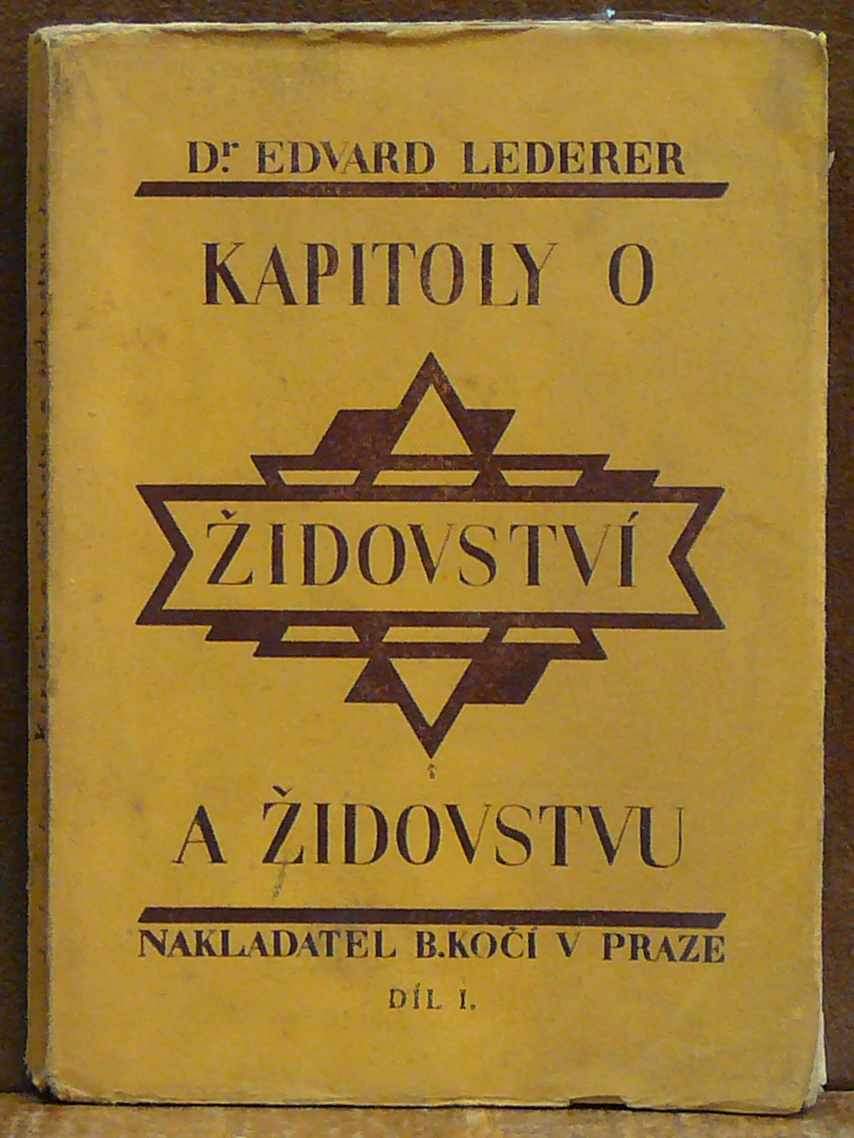 Dr. EDVARD LEDERER
KAPITOLY O
ŽIDOVSTVÍ
A ŽIDOVSTVU
NAKLADATEL B.KOČÍ V PRAZE
DÍL I.